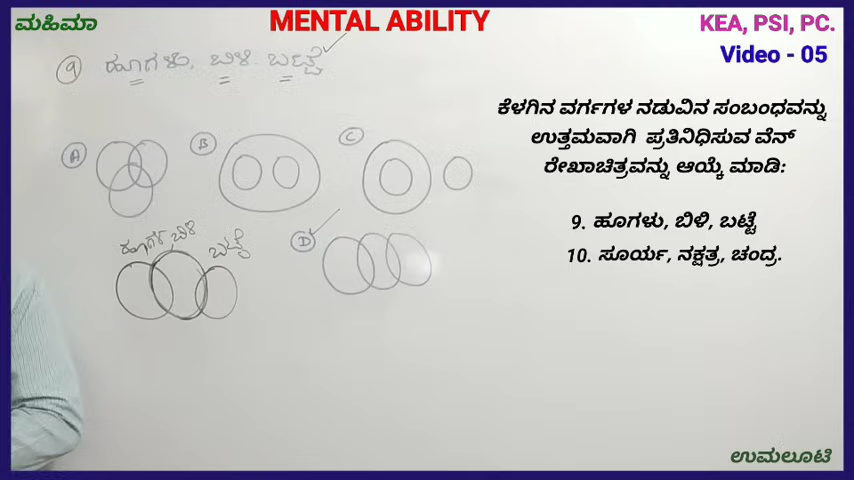 ಮಹಿಮಾ
MENTAL ABILITY
KEA, PSI, PC.
Video - 05
9 ಹೂಗಳು, ಬಿಳಿ. ಬಟ್ಟೆ
ಕೆಳಗಿನ ವರ್ಗಗಳ ನಡುವಿನ ಸಂಬಂಧವನ್ನು
ಉತ್ತಮವಾಗಿ ಪ್ರತಿನಿಧಿಸುವ ವೆನ್
ರೇಖಾಚಿತ್ರವನ್ನು ಆಯ್ಕೆ ಮಾಡಿ:
A
B
C
ಹೂಗಳು ಬಿಳಿ ಬಟ್ಟೆ
D
9. ಹೂಗಳು, ಬಿಳಿ, ಬಟ್ಟೆ
10. ಸೂರ್ಯ, ನಕ್ಷತ್ರ, ಚಂದ್ರ.
ಉಮಲೂಟಿ